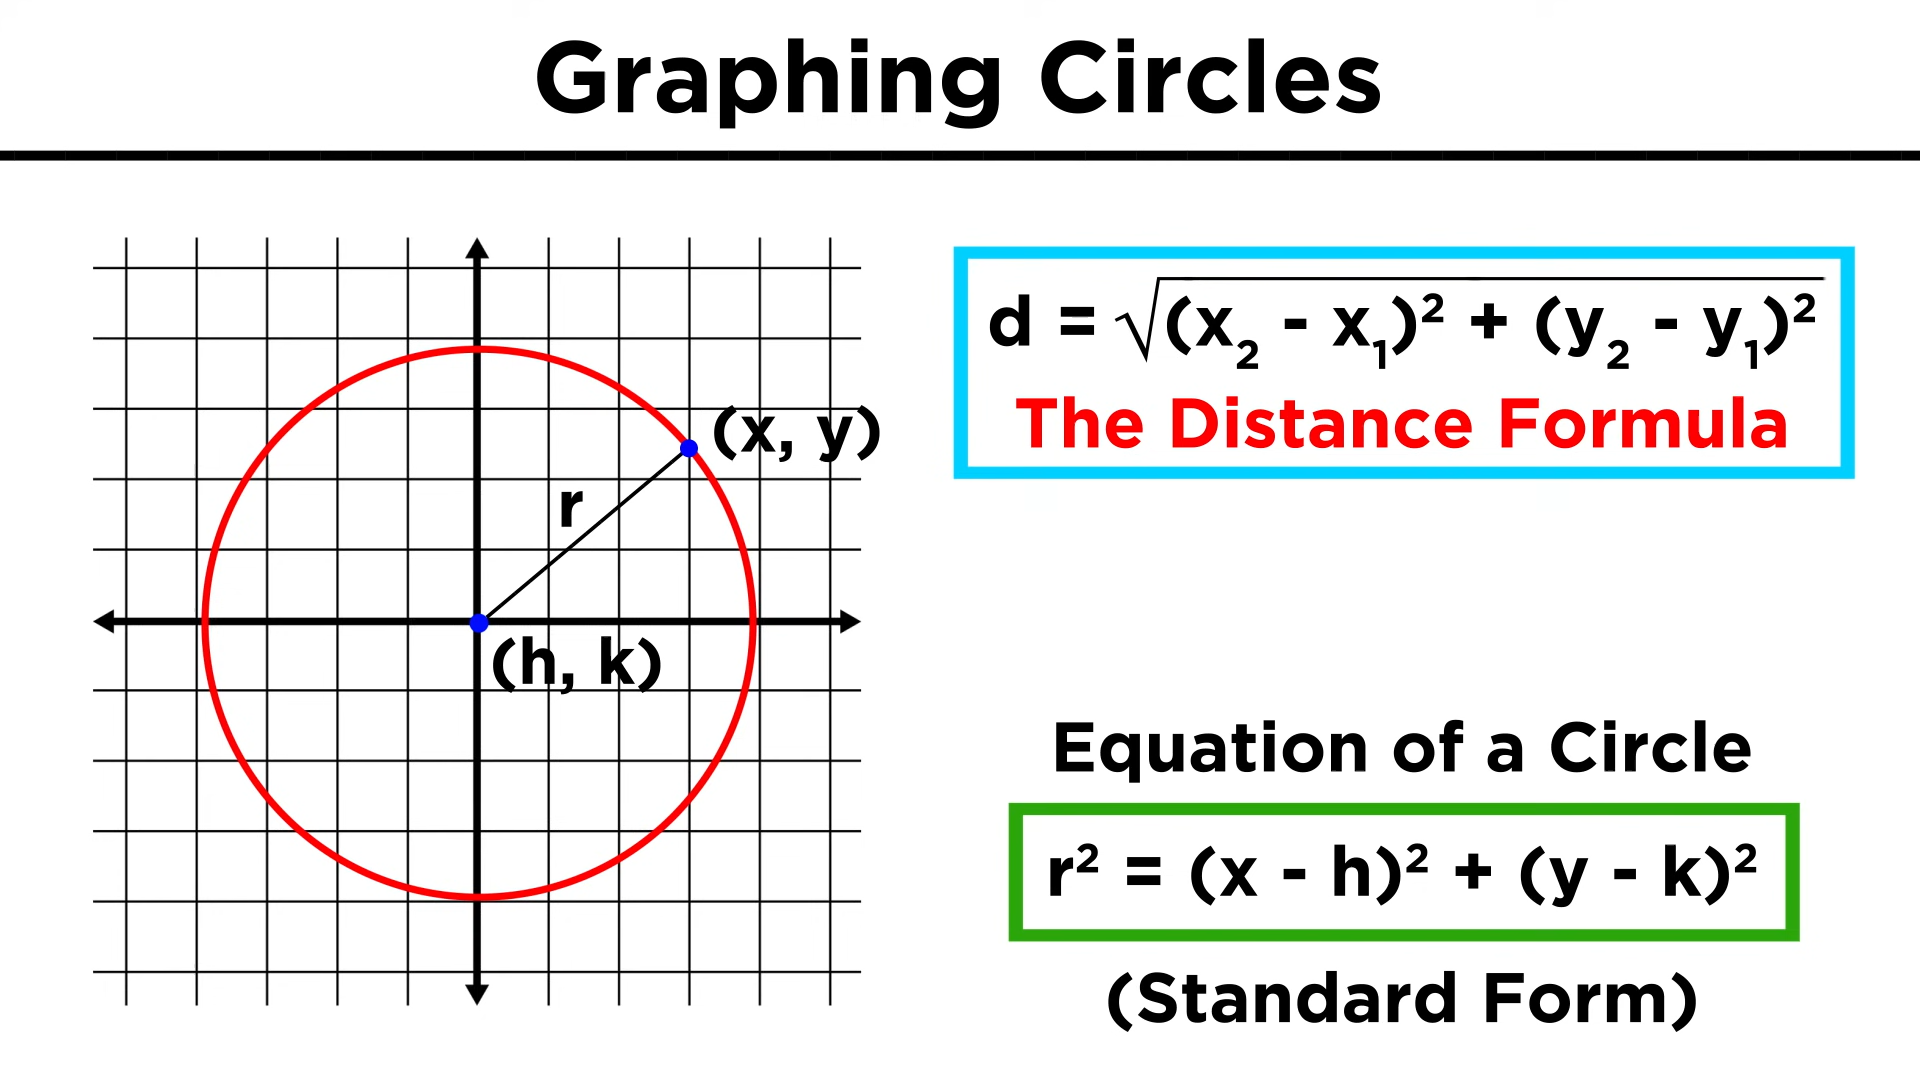 Graphing Circles
(x, y)
r
(h, k)
d = √(x₂ - x₁)² + (y₂ - y₁)²
The Distance Formula
Equation of a Circle
r² = (x - h)² + (y - k)²
(Standard Form)